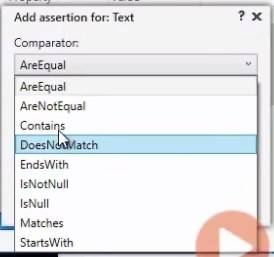 Add assertion for: Text
? ×
Comparator:
AreEqual
AreEqual
AreNotEqual
Contains
DoesNotMatch
EndsWith
IsNotNull
IsNull
Matches
StartsWith